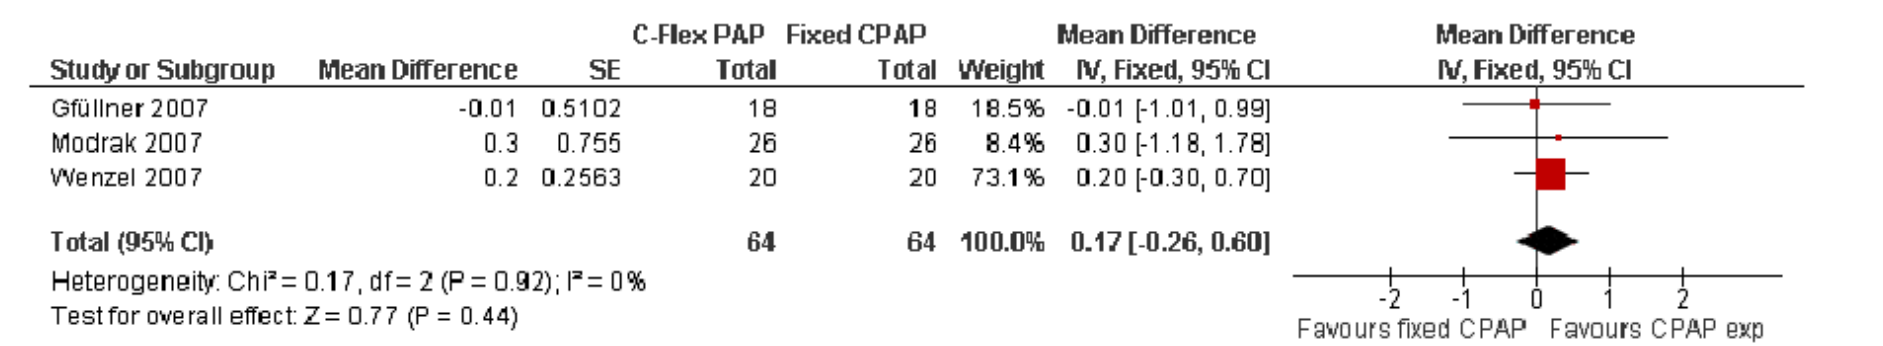 C-Flex PAP Fixed CPAP Mean Difference Mean Difference
Study or Subgroup Mean Difference SE Total Total Weight IV, Fixed, 95% CI IV, Fixed, 95% CI
Gfüllner 2007 -0.01 0.5102 18 18 18.5% -0.01 [-1.01, 0.99]
Modrak 2007 0.3 0.755 26 26 8.4% 0.30 [-1.18, 1.78]
Wenzel 2007 0.2 0.2563 20 20 73.1% 0.20 [-0.30, 0.70]
Total (95% CI) 64 64 100.0% 0.17 [-0.26, 0.60]
Heterogeneity: Chi² = 0.17, df = 2 (P = 0.92); I² = 0%
Test for overall effect: Z = 0.77 (P = 0.44)
-2 -1 0 1 2
Favours fixed CPAP Favours CPAP exp